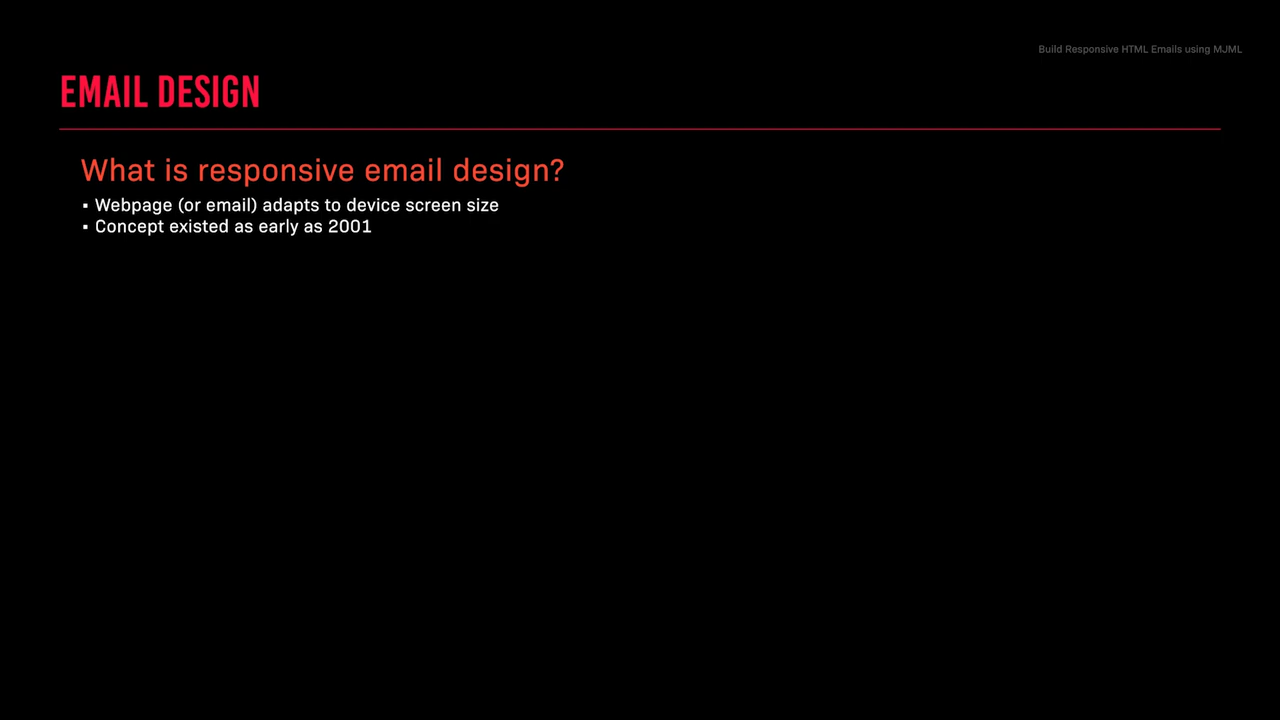 Build Responsive HTML Emails using MJML
EMAIL DESIGN
What is responsive email design?
▪ Webpage (or email) adapts to device screen size
▪ Concept existed as early as 2001